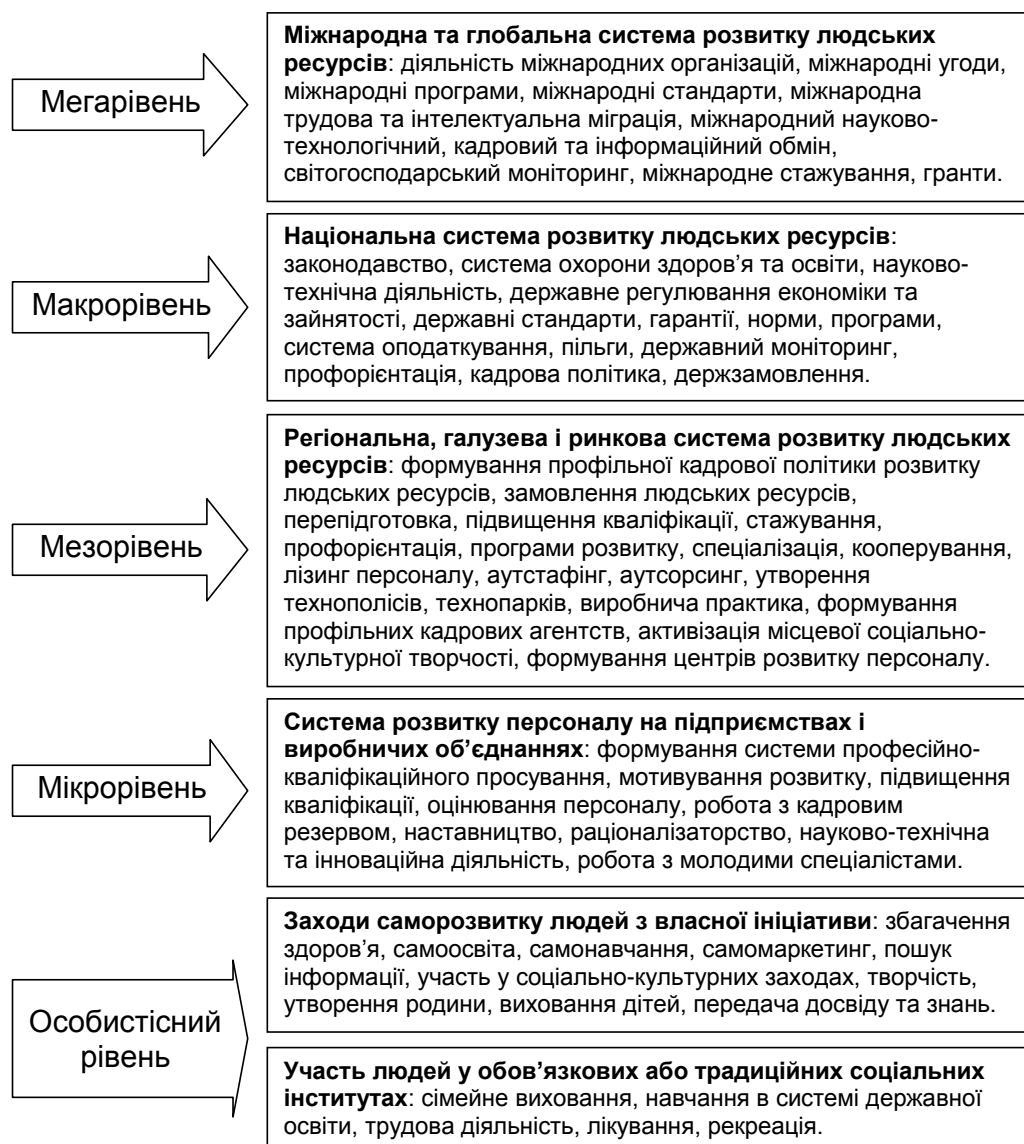 Мегарівень
Міжнародна та глобальна система розвитку людських
ресурсів: діяльність міжнародних організацій, міжнародні угоди,
міжнародні програми, міжнародні стандарти, міжнародна
трудова та інтелектуальна міграція, міжнародний науково-
технологічний, кадровий та інформаційний обмін,
світогосподарський моніторинг, міжнародне стажування, гранти.
Макрорівень
Національна система розвитку людських ресурсів:
законодавство, система охорони здоров’я та освіти, науково-
технічна діяльність, державне регулювання економіки та
зайнятості, державні стандарти, гарантії, норми, програми,
система оподаткування, пільги, державний моніторинг,
профорієнтація, кадрова політика, держзамовлення.
Мезорівень
Регіональна, галузева і ринкова система розвитку людських
ресурсів: формування профільної кадрової політики розвитку
людських ресурсів, замовлення людських ресурсів,
перепідготовка, підвищення кваліфікації, стажування,
профорієнтація, програми розвитку, спеціалізація, кооперування,
лізинг персоналу, аутстафінг, аутсорсинг, утворення
технополісів, технопарків, виробнича практика, формування
профільних кадрових агентств, активізація місцевої соціально-
культурної творчості, формування центрів розвитку персоналу.
Мікрорівень
Система розвитку персоналу на підприємствах і
виробничих об’єднаннях: формування системи професійно-
кваліфікаційного просування, мотивування розвитку, підвищення
кваліфікації, оцінювання персоналу, робота з кадровим
резервом, наставництво, раціоналізаторство, науково-технічна
та інноваційна діяльність, робота з молодими спеціалістами.
Особистісний
рівень
Заходи саморозвитку людей з власної ініціативи: збагачення
здоров’я, самоосвіта, самонавчання, самомаркетинг, пошук
інформації, участь у соціально-культурних заходах, творчість,
утворення родини, виховання дітей, передача досвіду та знань.
Участь людей у обов’язкових або традиційних соціальних
інститутах: сімейне виховання, навчання в системі державної
освіти, трудова діяльність, лікування, рекреація.